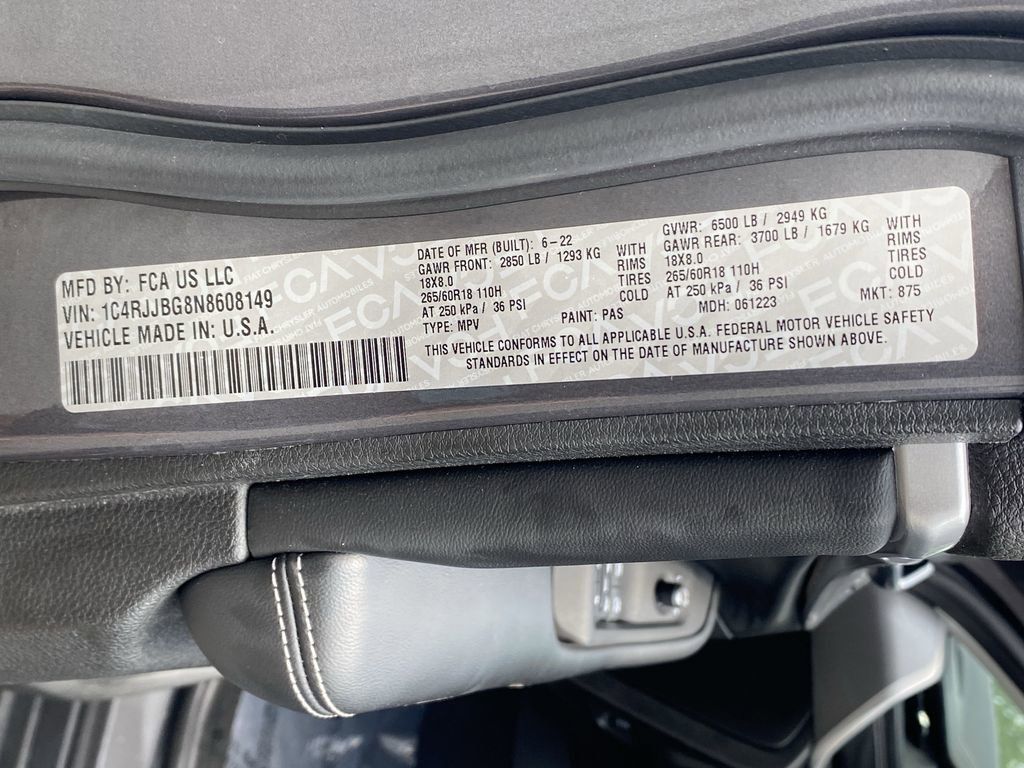 MFD BY: FCA US LLC
VIN: 1C4RJJBG8N8608149
VEHICLE MADE IN: U.S.A.
DATE OF MFR (BUILT): 6-22
GAWR FRONT: 2850 LB / 1293 KG WITH
18X8.0 RIMS
265/60R18 110H TIRES
AT 250 kPa / 36 PSI COLD
TYPE: MPV PAINT: PAS
GVWR: 6500 LB / 2949 KG
GAWR REAR: 3700 LB / 1679 KG WITH
18X8.0 RIMS
265/60R18 110H TIRES
AT 250 kPa / 36 PSI COLD
MDH: 061223 MKT: 875
THIS VEHICLE CONFORMS TO ALL APPLICABLE U.S.A. FEDERAL MOTOR VEHICLE SAFETY
STANDARDS IN EFFECT ON THE DATE OF MANUFACTURE SHOWN ABOVE.